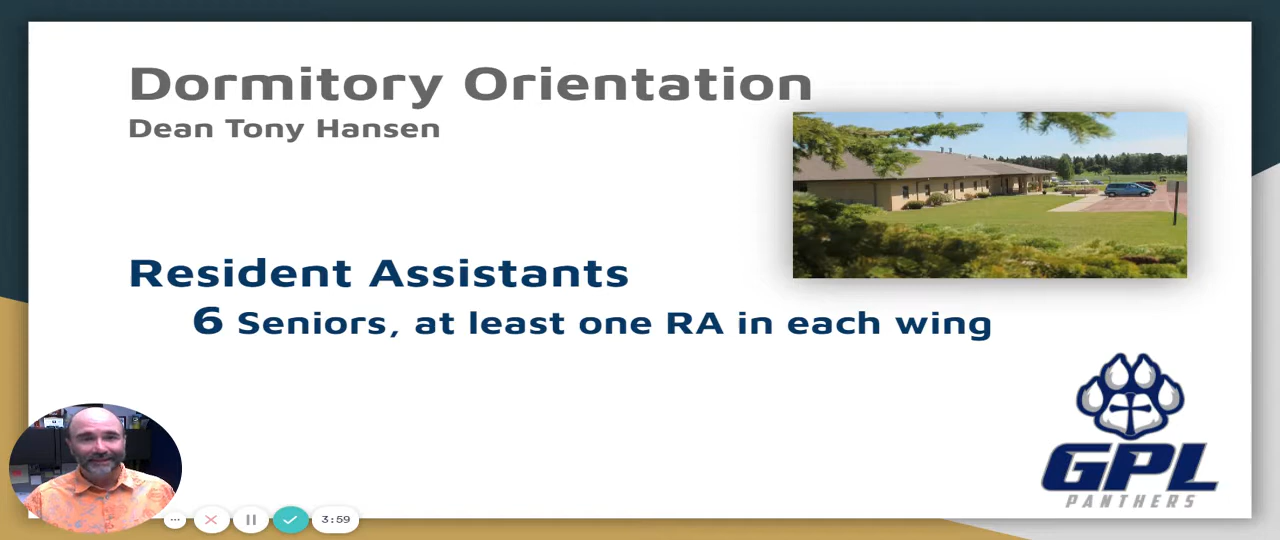 Dormitory Orientation
Dean Tony Hansen
Resident Assistants
6 Seniors, at least one RA in each wing
GPL
PANTHERS
3:59